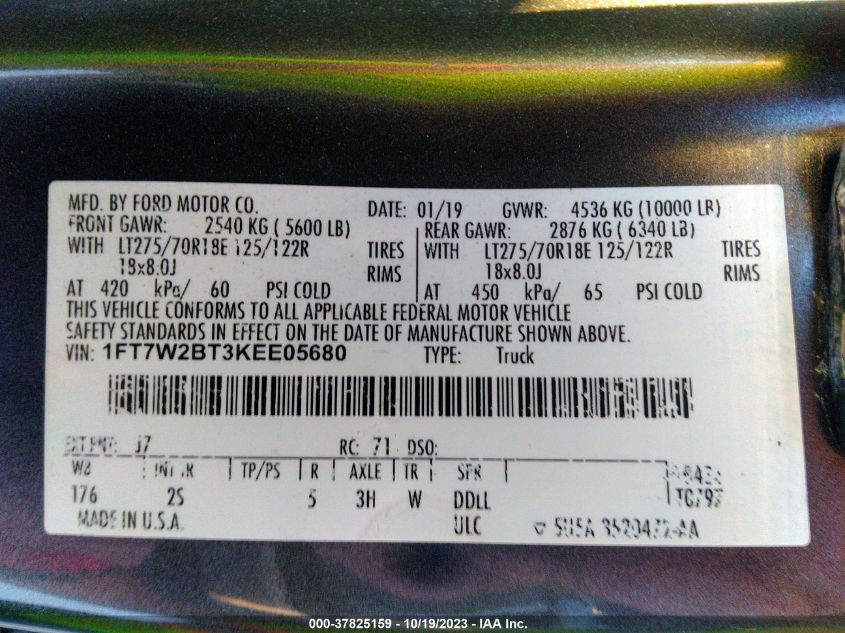 MFD. BY FORD MOTOR CO. DATE: 01/19 GVWR: 4536 KG (10000 LB)
FRONT GAWR: 2540 KG ( 5600 LB) REAR GAWR: 2876 KG ( 6340 LB)
WITH LT275/70R18E 125/122R TIRES WITH LT275/70R18E 125/122R TIRES
18x8.0J RIMS 18x8.0J RIMS
AT 420 kPa/ 60 PSI COLD AT 450 kPa/ 65 PSI COLD
THIS VEHICLE CONFORMS TO ALL APPLICABLE FEDERAL MOTOR VEHICLE
SAFETY STANDARDS IN EFFECT ON THE DATE OF MANUFACTURE SHOWN ABOVE.
VIN: 1FT7W2BT3KEE05680 TYPE: Truck
EXT PNT: J7 RC: 71 DSO:
WB INT TR TP/PS R AXLE TR SPR
176 2S 5 3H W DDLL
MADE IN U.S.A. ULC
000-37825159 - 10/19/2023 - IAA Inc.